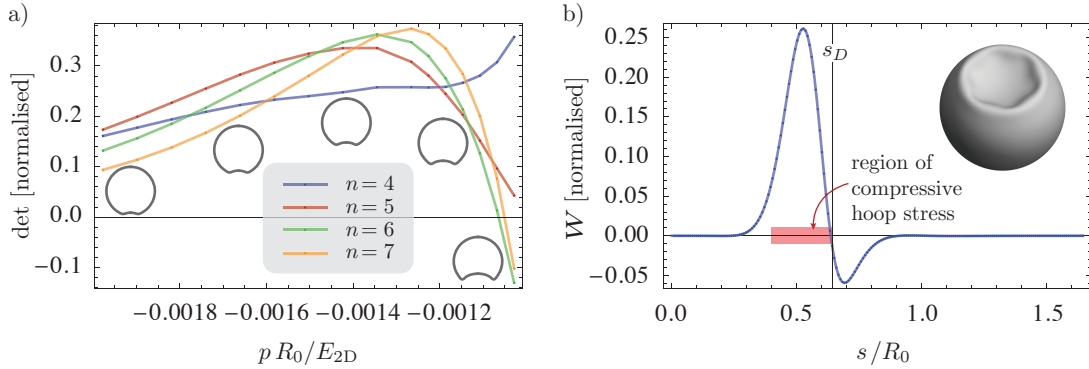 a)
det [normalised]
0.3
0.2
0.1
0.0
−0.1
n = 4
n = 5
n = 6
n = 7
−0.0018 −0.0016 −0.0014 −0.0012
p R₀/E₂D
b)
W [normalised]
0.25
0.20
0.15
0.10
0.05
0.00
−0.05
s_D
region of
compressive
hoop stress
0.0 0.5 1.0 1.5
s/R₀